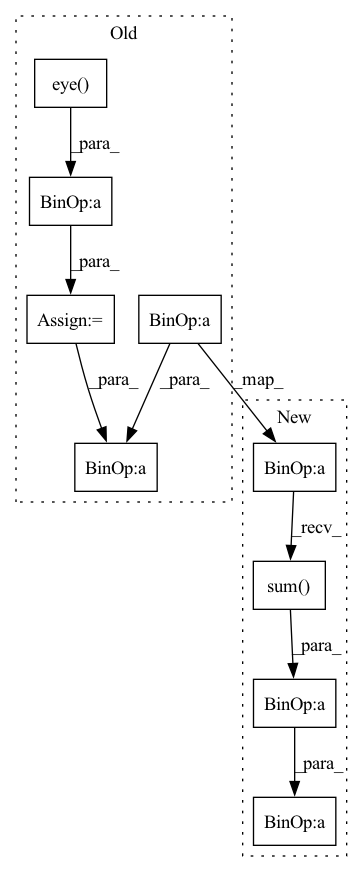 Old
eye()
_para_
BinOp:a
_para_
Assign:=
BinOp:a
_para_
_para_
_map_
New
BinOp:a
BinOp:a
_recv_
sum()
_para_
BinOp:a
_para_
BinOp:a